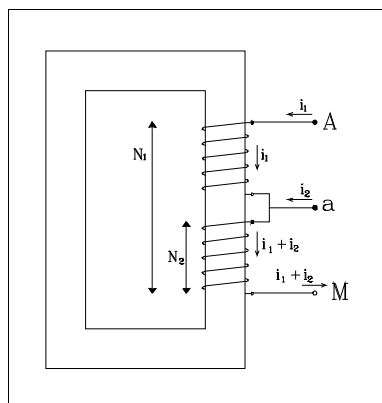 i₁
A
N₁
i₁
i₂
a
N₂
i₁ + i₂
i₁ + i₂
M